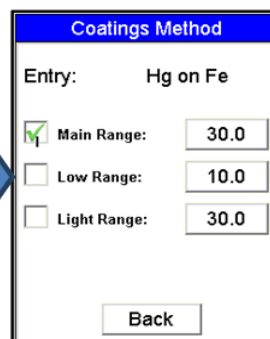 Coatings Method
Entry: Hg on Fe
Main Range: 30.0
Low Range: 10.0
Light Range: 30.0
Back